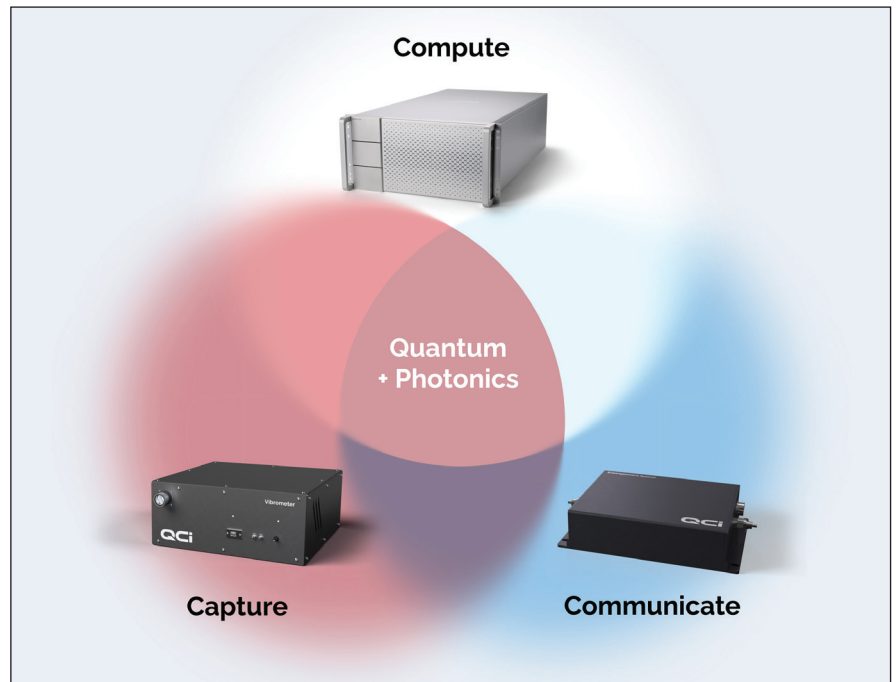 Compute
Quantum
+ Photonics
Vibrometer
QCi
QCi
Capture
Communicate